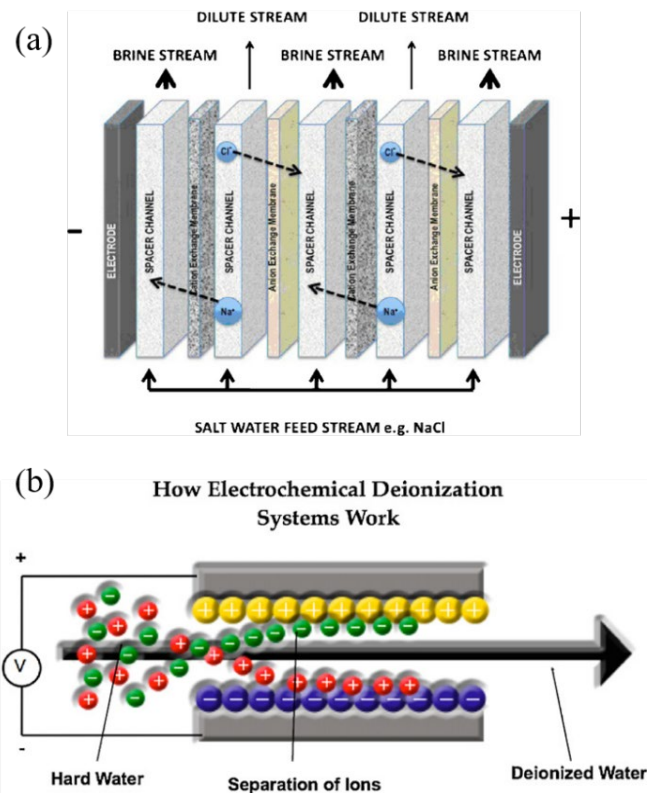 (a)
DILUTE STREAM DILUTE STREAM
BRINE STREAM BRINE STREAM BRINE STREAM
-
+
ELECTRODE
SPACER CHANNEL
Cation Exchange Membrane
SPACER CHANNEL
Anion Exchange Membrane
SPACER CHANNEL
Cation Exchange Membrane
SPACER CHANNEL
Anion Exchange Membrane
SPACER CHANNEL
ELECTRODE
Cl⁻
Cl⁻
Na⁺
Na⁺
SALT WATER FEED STREAM e.g. NaCl
(b)
How Electrochemical Deionization
Systems Work
+
V
-
Hard Water
Separation of Ions
Deionized Water